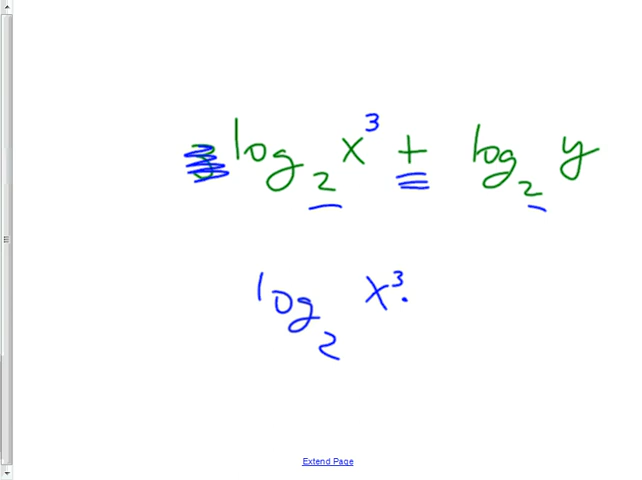 log₂ x³ + log₂ y
log₂ x³·
Extend Page